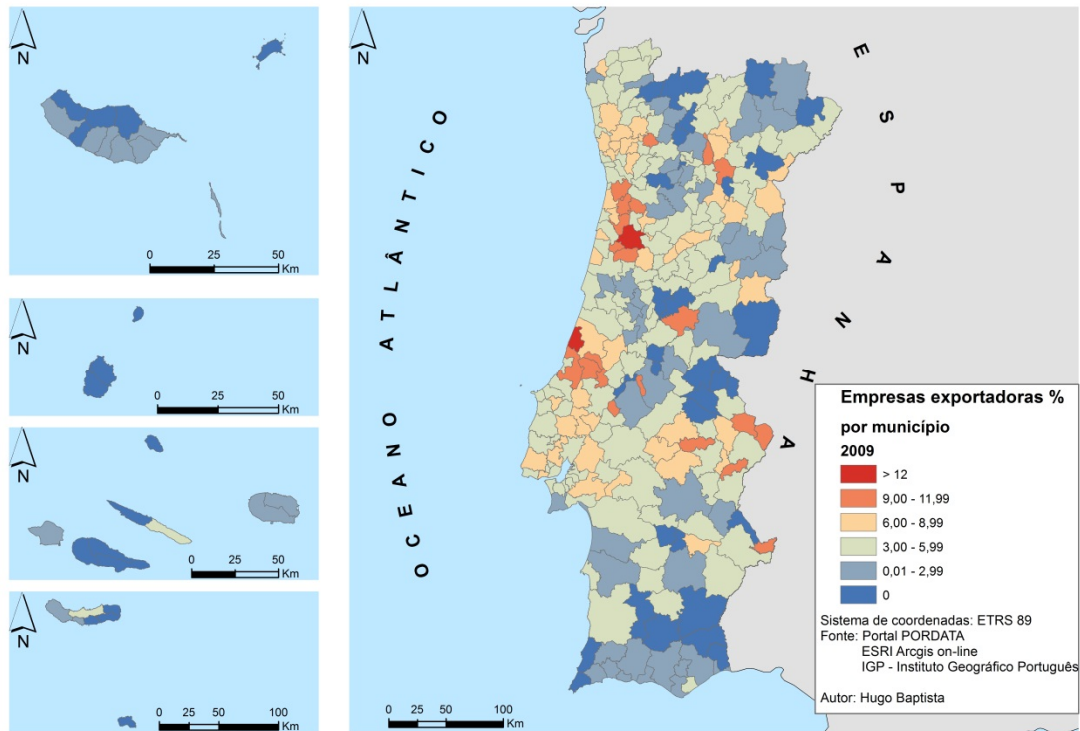 N
0 25 50
Km
N
0 25 50
Km
N
0 25 50
Km
N
0 25 50 100
Km
N
OCEANO ATLÂNTICO
ESPANHA
0 25 50 100
Km
Empresas exportadoras %
por município
2009
> 12
9,00 - 11,99
6,00 - 8,99
3,00 - 5,99
0,01 - 2,99
0
Sistema de coordenadas: ETRS 89
Fonte: Portal PORDATA
ESRI Arcgis on-line
IGP - Instituto Geográfico Português
Autor: Hugo Baptista